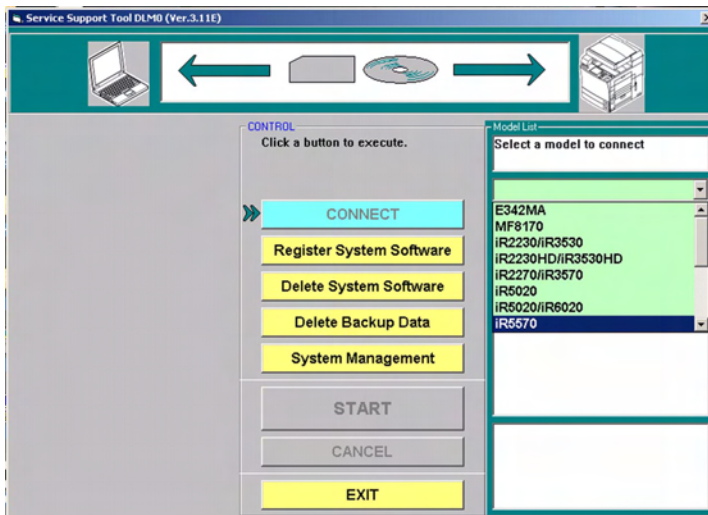 Service Support Tool DLM0 (Ver.3.11E)
CONTROL
Click a button to execute.
CONNECT
Register System Software
Delete System Software
Delete Backup Data
System Management
START
CANCEL
EXIT
Model List
Select a model to connect
E342MA
MF8170
iR2230/iR3530
iR2230HD/iR3530HD
iR2270/iR3570
iR5020
iR5020/iR6020
iR5570